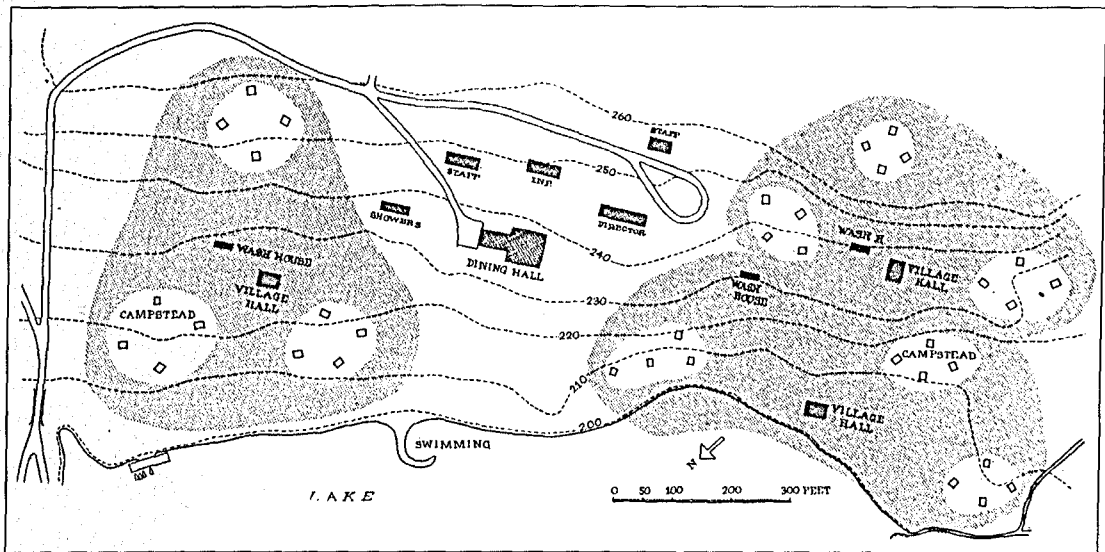 260
STAFF
250
STAFF
INF.
SHOWERS
DIRECTOR
240
DINING HALL
WASH HOUSE
VILLAGE
HALL
WASH H
VILLAGE
HALL
WASH
HOUSE
230
CAMPSTEAD
220
CAMPSTEAD
210
VILLAGE
HALL
200
SWIMMING
N
LAKE
0 50 100 200 300 FEET